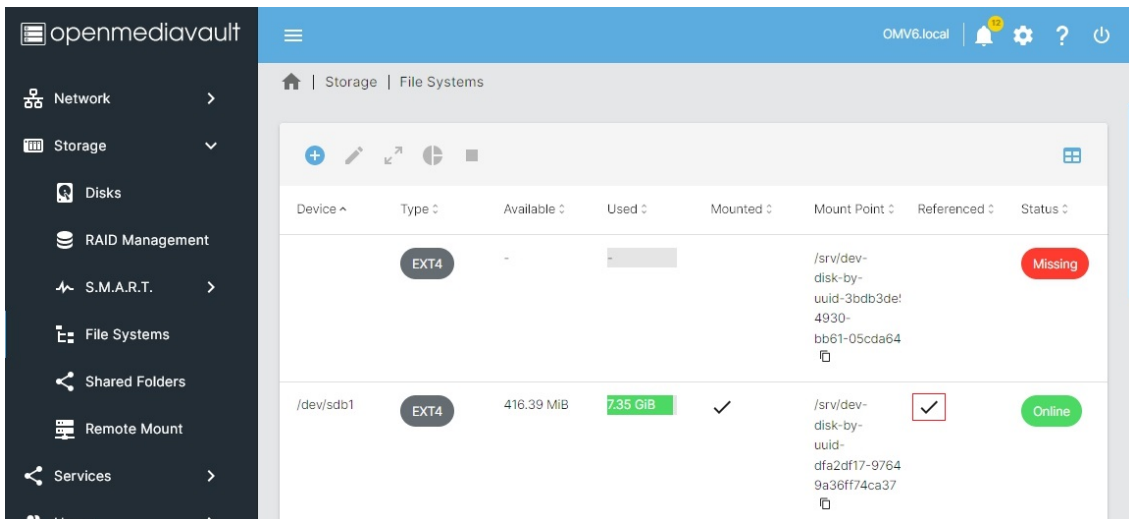 openmediavault
OMV6.local
12
Storage | File Systems
Network
Storage
Disks
RAID Management
S.M.A.R.T.
File Systems
Shared Folders
Remote Mount
Services
Device Type Available Used Mounted Mount Point Referenced Status
EXT4 - - /srv/dev- Missing
disk-by-
uuid-3bdb3de
4930-
bb61-05cda64
/dev/sdb1 EXT4 416.39 MiB 7.35 GiB /srv/dev- Online
disk-by-
uuid-
dfa2df17-9764
9a36ff74ca37